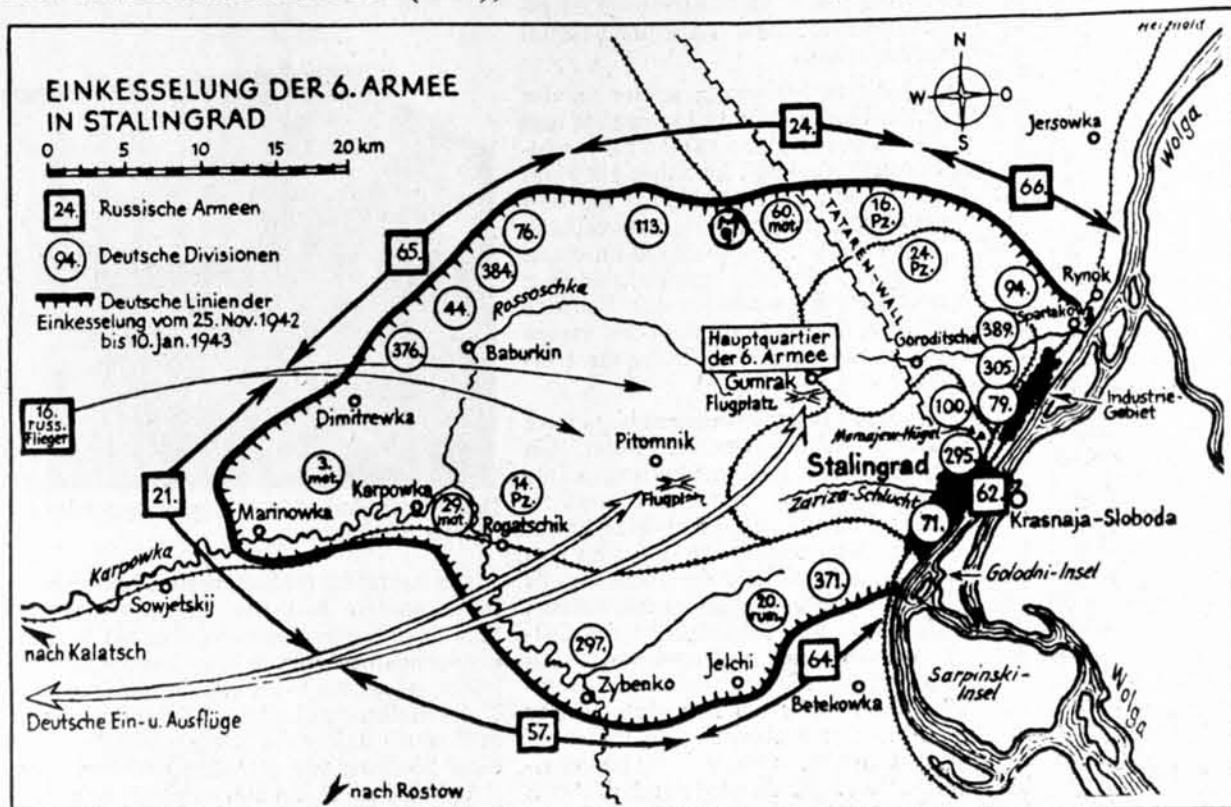 EINKESSELUNG DER 6. ARMEE
IN STALINGRAD
0 5 10 15 20 km
24. Russische Armeen
94. Deutsche Divisionen
Deutsche Linien der
Einkesselung vom 25. Nov. 1942
bis 10. Jan. 1943
N
W O
S
24.
66.
65.
Jersowka
Wolga
76.
113.
60.
mot.
16.
Pz.
TATAREN-WALL
384.
24.
Pz.
44.
Rossoschka
94.
Rynok
Spartako
376.
Baburkin
389.
Goroditsche
Hauptquartier
der 6. Armee
305.
Gumrak
Flugplatz
Dimitrewka
100.
79.
Industrie-
Gebiet
16.
russ.
Flieger
Mamajew-Hügel
Pitomnik
295.
Stalingrad
3.
mot.
14.
Pz.
21.
Karpowka
29.
mot.
Flugplatz
62.
Zariza-Schlucht
Krasnaja-Sloboda
Marinowka
Rogatschik
71.
Karpowka
Golodni-Insel
Sowjetskij
371.
20.
rum.
nach Kalatsch
297.
64.
Jelchi
Sarpinski-
Insel
Zybenko
Betekowka
Wolga
Deutsche Ein- u. Ausflüge
57.
nach Rostow